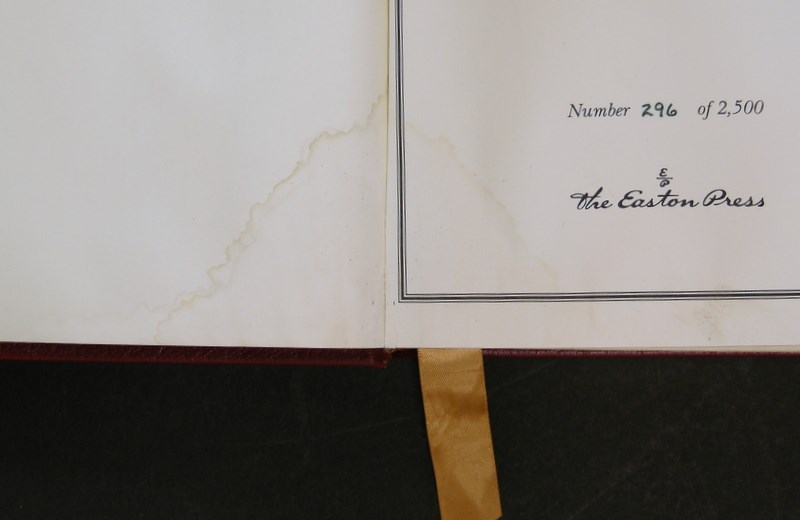 Number 296 of 2,500
E
P
The Easton Press